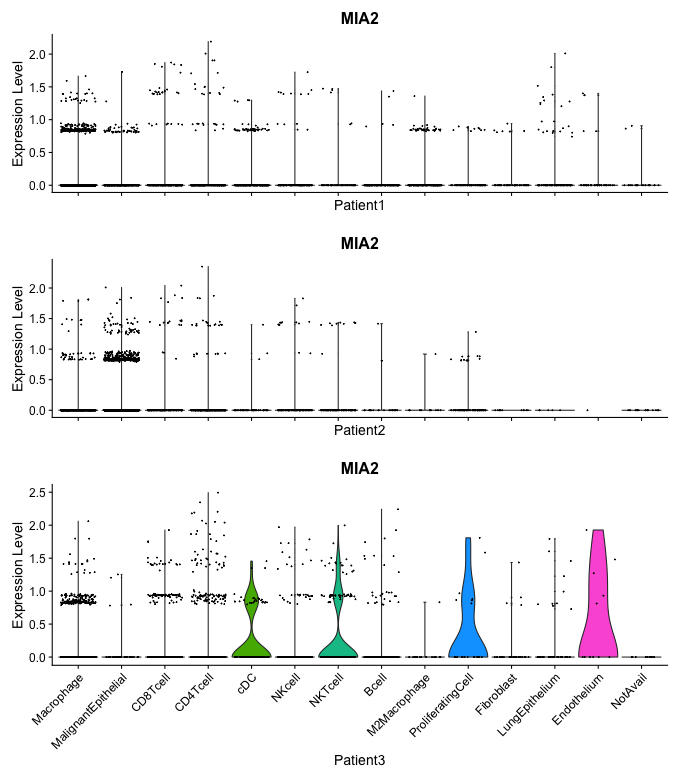 MIA2
Expression Level
2.0
1.5
1.0
0.5
0.0
Patient1
MIA2
Expression Level
2.0
1.5
1.0
0.5
0.0
Patient2
MIA2
Expression Level
2.5
2.0
1.5
1.0
0.5
0.0
Macrophage
MalignantEpithelial
CD8Tcell
CD4Tcell
cDC
NKcell
NKTcell
Bcell
M2Macrophage
ProliferatingCell
Fibroblast
LungEpithelium
Endothelium
NotAvail
Patient3